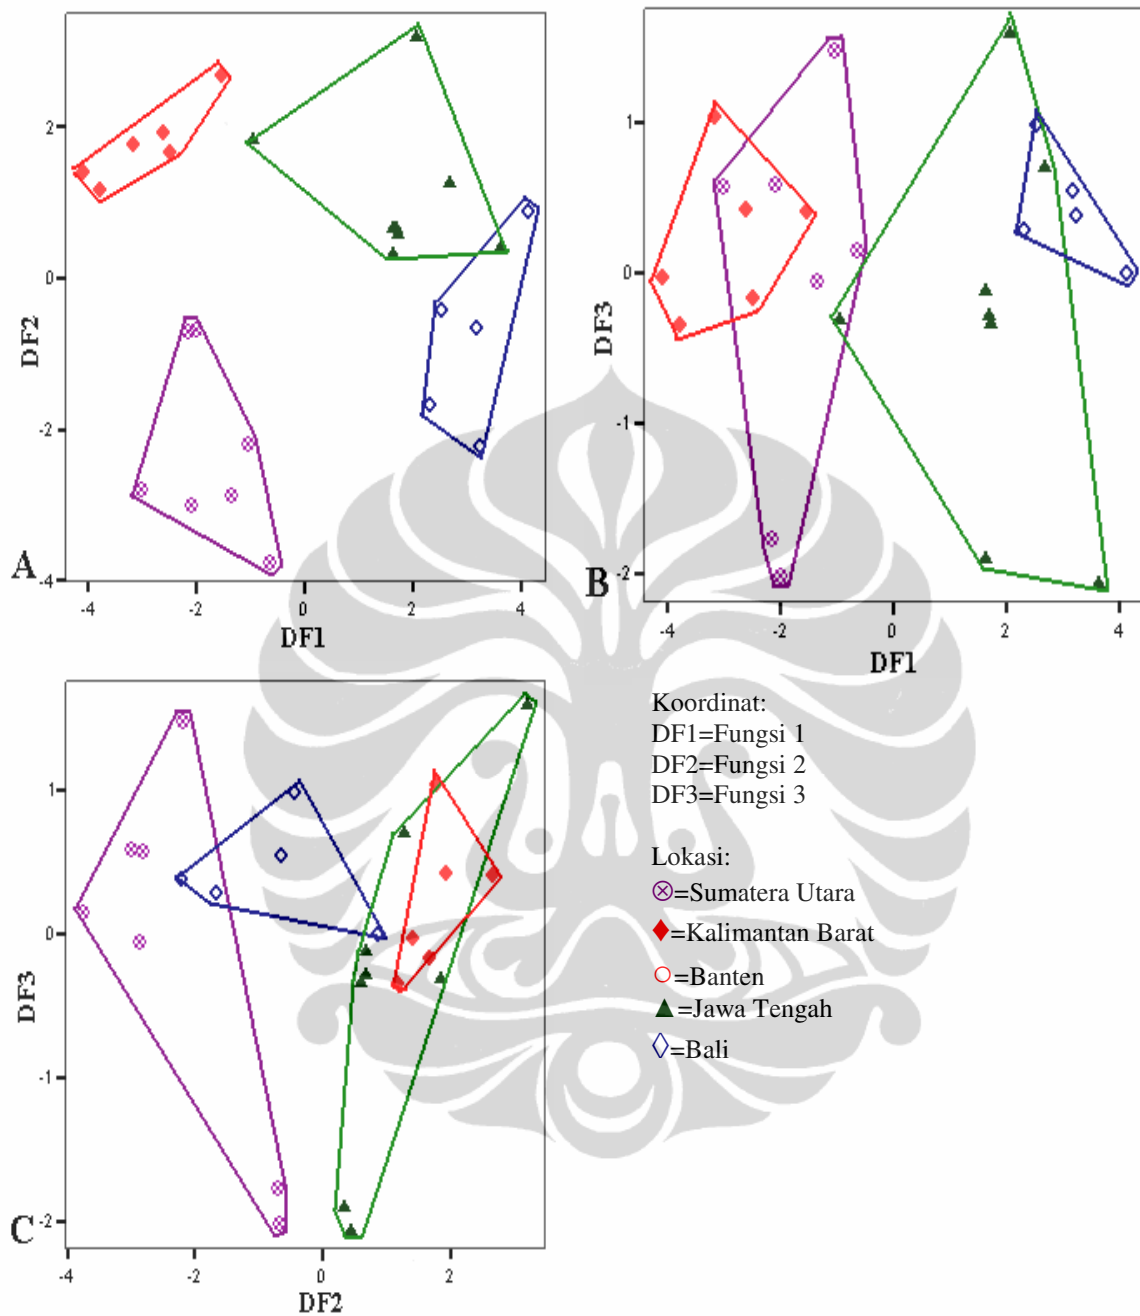 2
0
-2
-4
-4
-2
0
2
4
DF2
DF1
A
1
0
-1
-2
-4
-2
0
2
4
DF3
DF1
B
1
0
-1
-2
-4
-2
0
2
DF3
DF2
C
Koordinat:
DF1=Fungsi 1
DF2=Fungsi 2
DF3=Fungsi 3
Lokasi:
=Sumatera Utara
=Kalimantan Barat
=Banten
=Jawa Tengah
=Bali